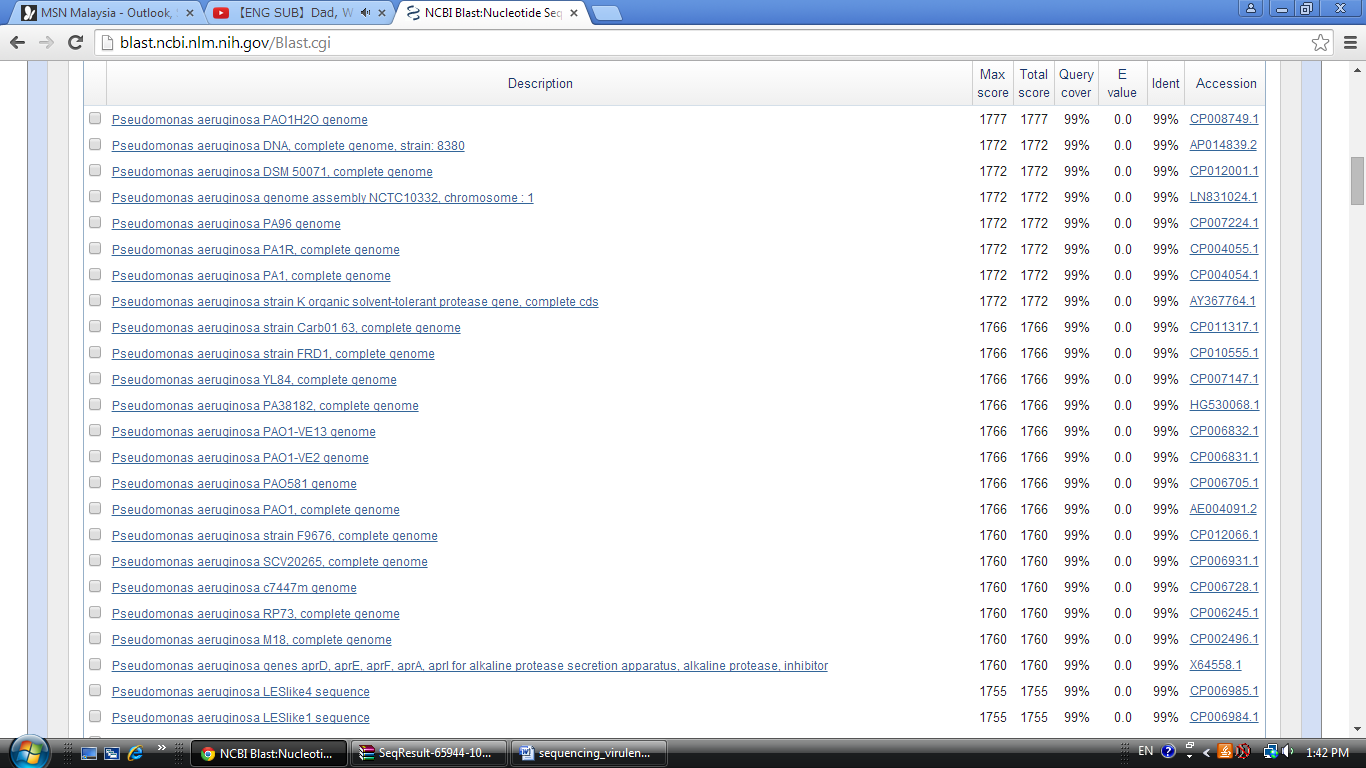 MSN Malaysia - Outlook,
【ENG SUB】Dad, W
NCBI Blast:Nucleotide Seq
blast.ncbi.nlm.nih.gov/Blast.cgi
Description Max score Total score Query cover E value Ident Accession
Pseudomonas aeruginosa PAO1H2O genome 1777 1777 99% 0.0 99% CP008749.1
Pseudomonas aeruginosa DNA, complete genome, strain: 8380 1772 1772 99% 0.0 99% AP014839.2
Pseudomonas aeruginosa DSM 50071, complete genome 1772 1772 99% 0.0 99% CP012001.1
Pseudomonas aeruginosa genome assembly NCTC10332, chromosome : 1 1772 1772 99% 0.0 99% LN831024.1
Pseudomonas aeruginosa PA96 genome 1772 1772 99% 0.0 99% CP007224.1
Pseudomonas aeruginosa PA1R, complete genome 1772 1772 99% 0.0 99% CP004055.1
Pseudomonas aeruginosa PA1, complete genome 1772 1772 99% 0.0 99% CP004054.1
Pseudomonas aeruginosa strain K organic solvent-tolerant protease gene, complete cds 1772 1772 99% 0.0 99% AY367764.1
Pseudomonas aeruginosa strain Carb01 63, complete genome 1766 1766 99% 0.0 99% CP011317.1
Pseudomonas aeruginosa strain FRD1, complete genome 1766 1766 99% 0.0 99% CP010555.1
Pseudomonas aeruginosa YL84, complete genome 1766 1766 99% 0.0 99% CP007147.1
Pseudomonas aeruginosa PA38182, complete genome 1766 1766 99% 0.0 99% HG530068.1
Pseudomonas aeruginosa PAO1-VE13 genome 1766 1766 99% 0.0 99% CP006832.1
Pseudomonas aeruginosa PAO1-VE2 genome 1766 1766 99% 0.0 99% CP006831.1
Pseudomonas aeruginosa PAO581 genome 1766 1766 99% 0.0 99% CP006705.1
Pseudomonas aeruginosa PAO1, complete genome 1766 1766 99% 0.0 99% AE004091.2
Pseudomonas aeruginosa strain F9676, complete genome 1760 1760 99% 0.0 99% CP012066.1
Pseudomonas aeruginosa SCV20265, complete genome 1760 1760 99% 0.0 99% CP006931.1
Pseudomonas aeruginosa c7447m genome 1760 1760 99% 0.0 99% CP006728.1
Pseudomonas aeruginosa RP73, complete genome 1760 1760 99% 0.0 99% CP006245.1
Pseudomonas aeruginosa M18, complete genome 1760 1760 99% 0.0 99% CP002496.1
Pseudomonas aeruginosa genes aprD, aprE, aprF, aprA, aprI for alkaline protease secretion apparatus, alkaline protease, inhibitor 1760 1760 99% 0.0 99% X64558.1
Pseudomonas aeruginosa LESlike4 sequence 1755 1755 99% 0.0 99% CP006985.1
Pseudomonas aeruginosa LESlike1 sequence 1755 1755 99% 0.0 99% CP006984.1
NCBI Blast:Nucleoti... SeqResult-65944-10... sequencing_virulen... EN 1:42 PM